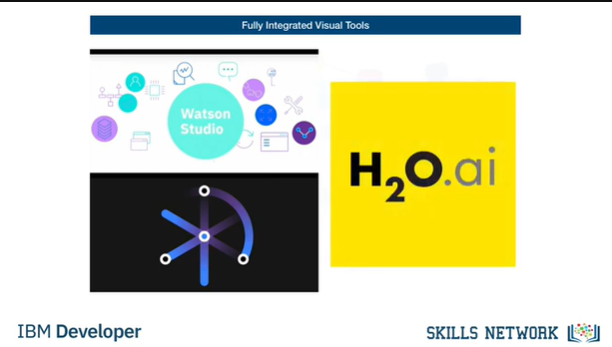 Fully Integrated Visual Tools
Watson
Studio
H2O.ai
IBM Developer
SKILLS NETWORK